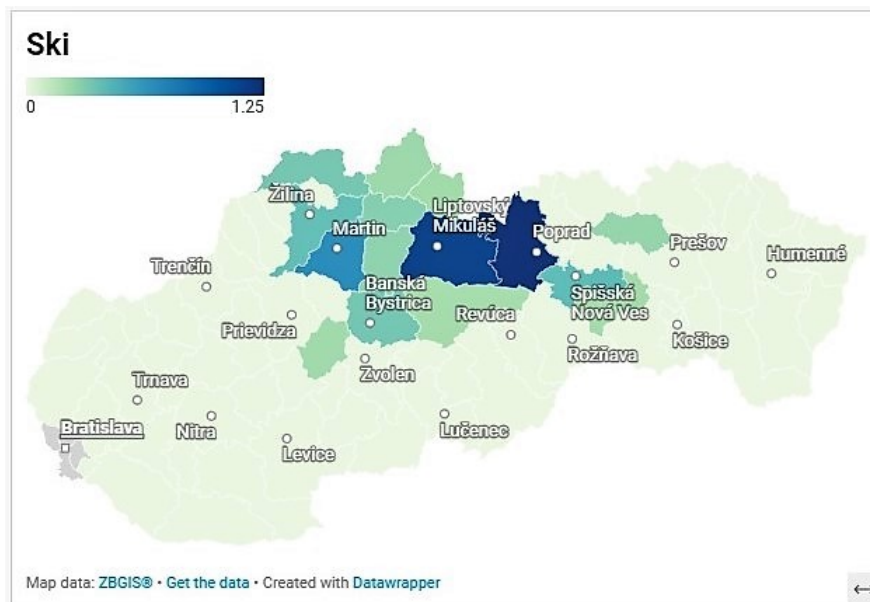 Ski
0 1.25
Žilina
Liptovský
Mikuláš
Martin
Poprad
Prešov
Humenné
Trenčín
Banská
Bystrica
Spišská
Nová Ves
Prievidza
Revúca
Rožňava
Košice
Zvolen
Trnava
Bratislava
Nitra
Lučenec
Levice
Map data: ZBGIS® • Get the data • Created with Datawrapper